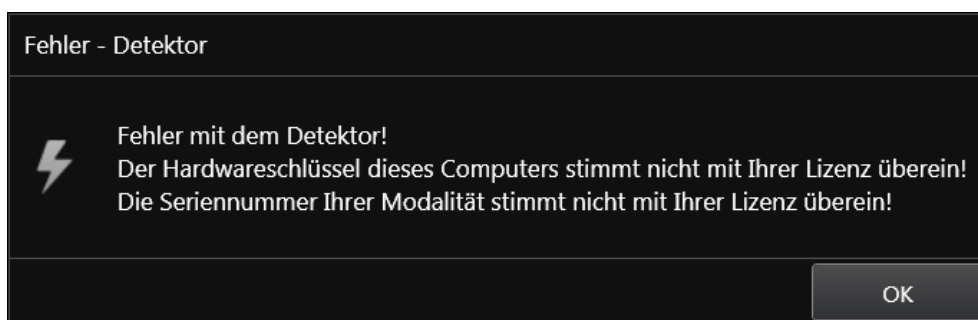 Fehler - Detektor
Fehler mit dem Detektor!
Der Hardwareschlüssel dieses Computers stimmt nicht mit Ihrer Lizenz überein!
Die Seriennummer Ihrer Modalität stimmt nicht mit Ihrer Lizenz überein!
OK